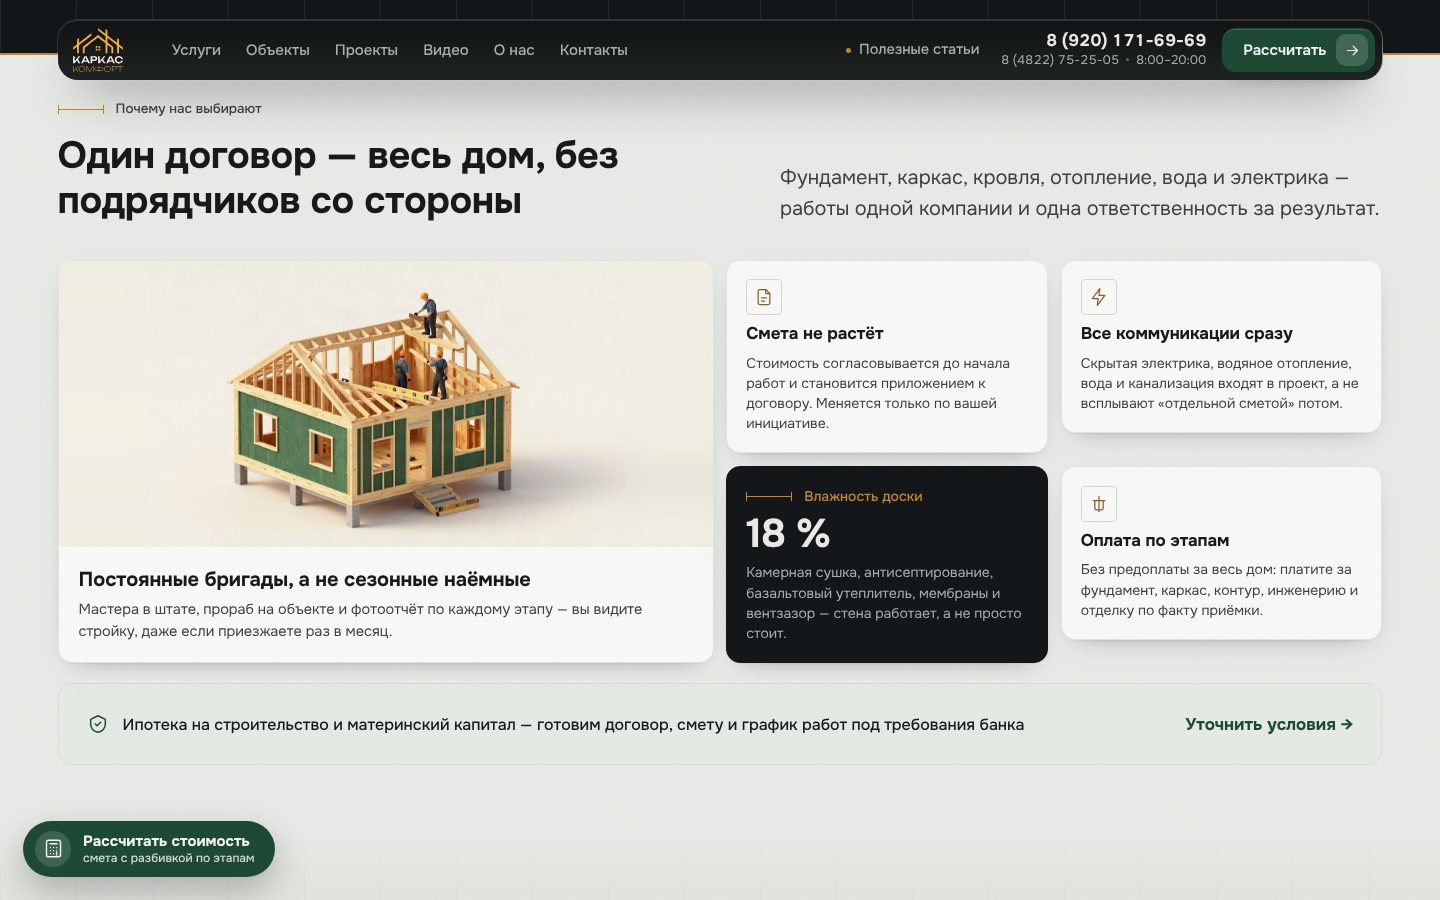 КАРКАС
КОМФОРТ
Услуги
Объекты
Проекты
Видео
О нас
Контакты
Полезные статьи
8 (920) 171-69-69
8 (4822) 75-25-05 • 8:00–20:00
Рассчитать →
Почему нас выбирают
Один договор — весь дом, без
подрядчиков со стороны
Фундамент, каркас, кровля, отопление, вода и электрика —
работы одной компании и одна ответственность за результат.
Постоянные бригады, а не сезонные наёмные
Мастера в штате, прораб на объекте и фотоотчёт по каждому этапу — вы видите
стройку, даже если приезжаете раз в месяц.
Смета не растёт
Стоимость согласовывается до начала
работ и становится приложением к
договору. Меняется только по вашей
инициативе.
Все коммуникации сразу
Скрытая электрика, водяное отопление,
вода и канализация входят в проект, а не
всплывают «отдельной сметой» потом.
Влажность доски
18 %
Камерная сушка, антисептирование,
базальтовый утеплитель, мембраны и
вентзазор — стена работает, а не просто
стоит.
Оплата по этапам
Без предоплаты за весь дом: платите за
фундамент, каркас, контур, инженерию и
отделку по факту приёмки.
Ипотека на строительство и материнский капитал — готовим договор, смету и график работ под требования банка
Уточнить условия →
Рассчитать стоимость
смета с разбивкой по этапам